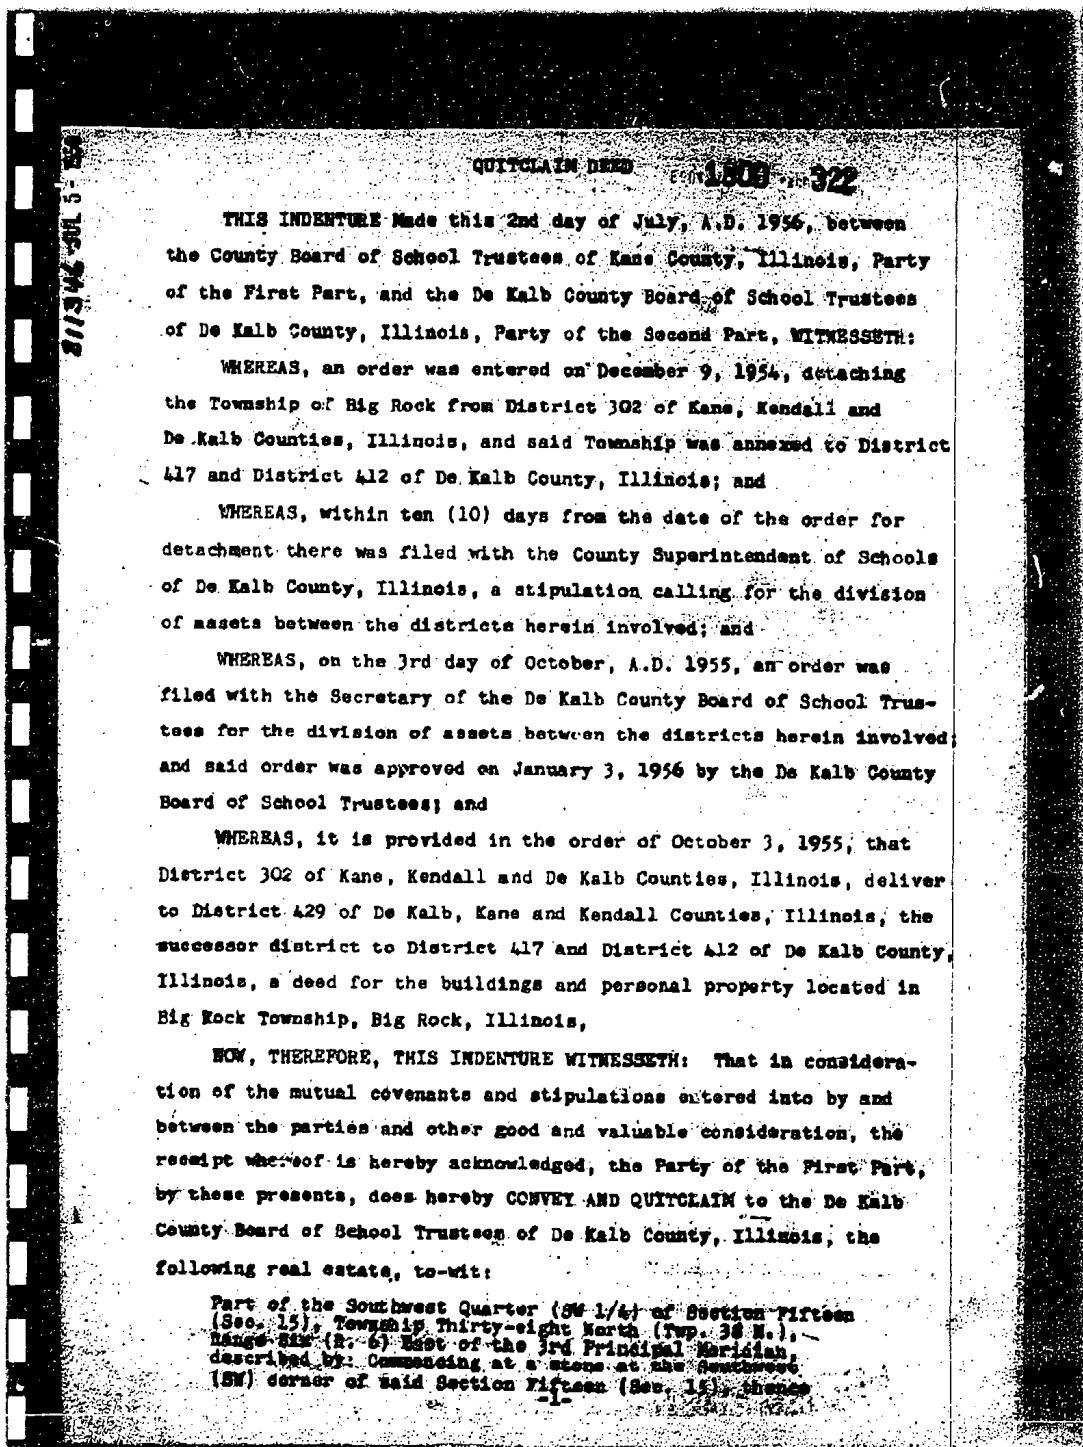 QUITCLAIM DEED 322
THIS INDENTURE Made this 2nd day of July, A.D. 1956, between
the County Board of School Trustees of Kane County, Illinois, Party
of the First Part, and the De Kalb County Board of School Trustees
of De Kalb County, Illinois, Party of the Second Part, WITNESSETH:
WHEREAS, an order was entered on December 9, 1954, detaching
the Township of Big Rock from District 302 of Kane, Kendall and
De Kalb Counties, Illinois, and said Township was annexed to District
417 and District 412 of De Kalb County, Illinois; and
WHEREAS, within ten (10) days from the date of the order for
detachment there was filed with the County Superintendent of Schools
of De Kalb County, Illinois, a stipulation calling for the division
of assets between the districts herein involved; and
WHEREAS, on the 3rd day of October, A.D. 1955, an order was
filed with the Secretary of the De Kalb County Board of School Trus-
tees for the division of assets between the districts herein involved;
and said order was approved on January 3, 1956 by the De Kalb County
Board of School Trustees; and
WHEREAS, it is provided in the order of October 3, 1955, that
District 302 of Kane, Kendall and De Kalb Counties, Illinois, deliver
to District 429 of De Kalb, Kane and Kendall Counties, Illinois, the
successor district to District 417 and District 412 of De Kalb County,
Illinois, a deed for the buildings and personal property located in
Big Rock Township, Big Rock, Illinois,
NOW, THEREFORE, THIS INDENTURE WITNESSETH: That in considera-
tion of the mutual covenants and stipulations entered into by and
between the parties and other good and valuable consideration, the
receipt whereof is hereby acknowledged, the Party of the First Part,
by these presents, does hereby CONVEY AND QUITCLAIM to the De Kalb
County Board of School Trustees of De Kalb County, Illinois, the
following real estate, to-wit:
Part of the Southwest Quarter (SW 1/4) of Section Fifteen
(Sec. 15), Township Thirty-eight North (Twp. 38 N.),
Range Six (R. 6) East of the 3rd Principal Meridian,
described by: Commencing at a stone at the Southwest
(SW) corner of said Section Fifteen (Sec. 15), thence
-1-